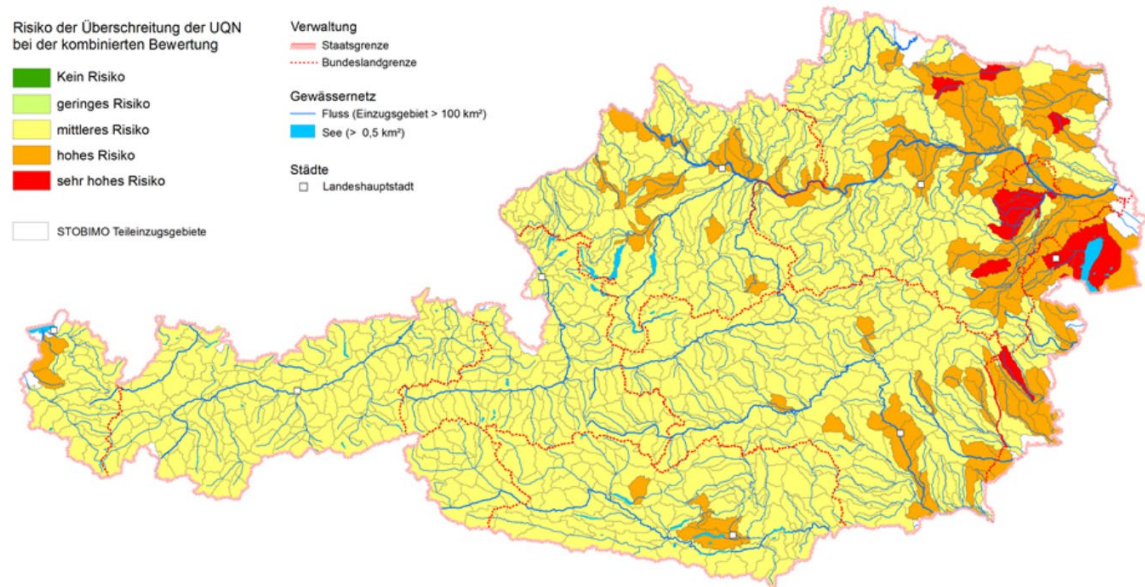 Risiko der Überschreitung der UQN
bei der kombinierten Bewertung
Kein Risiko
geringes Risiko
mittleres Risiko
hohes Risiko
sehr hohes Risiko
STOBIMO Teileinzugsgebiete
Verwaltung
Staatsgrenze
Bundeslandgrenze
Gewässernetz
Fluss (Einzugsgebiet > 100 km²)
See (> 0,5 km²)
Städte
Landeshauptstadt